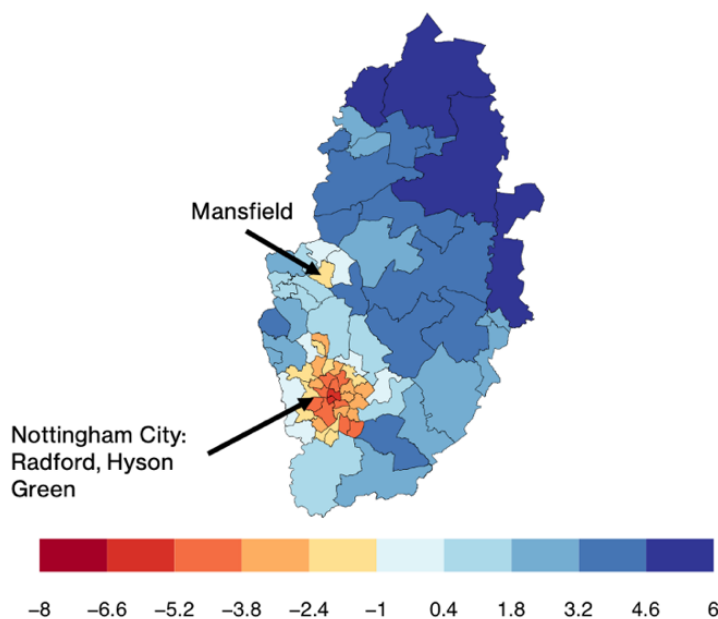 Mansfield
Nottingham City:
Radford, Hyson
Green
−8 −6.6 −5.2 −3.8 −2.4 −1 0.4 1.8 3.2 4.6 6